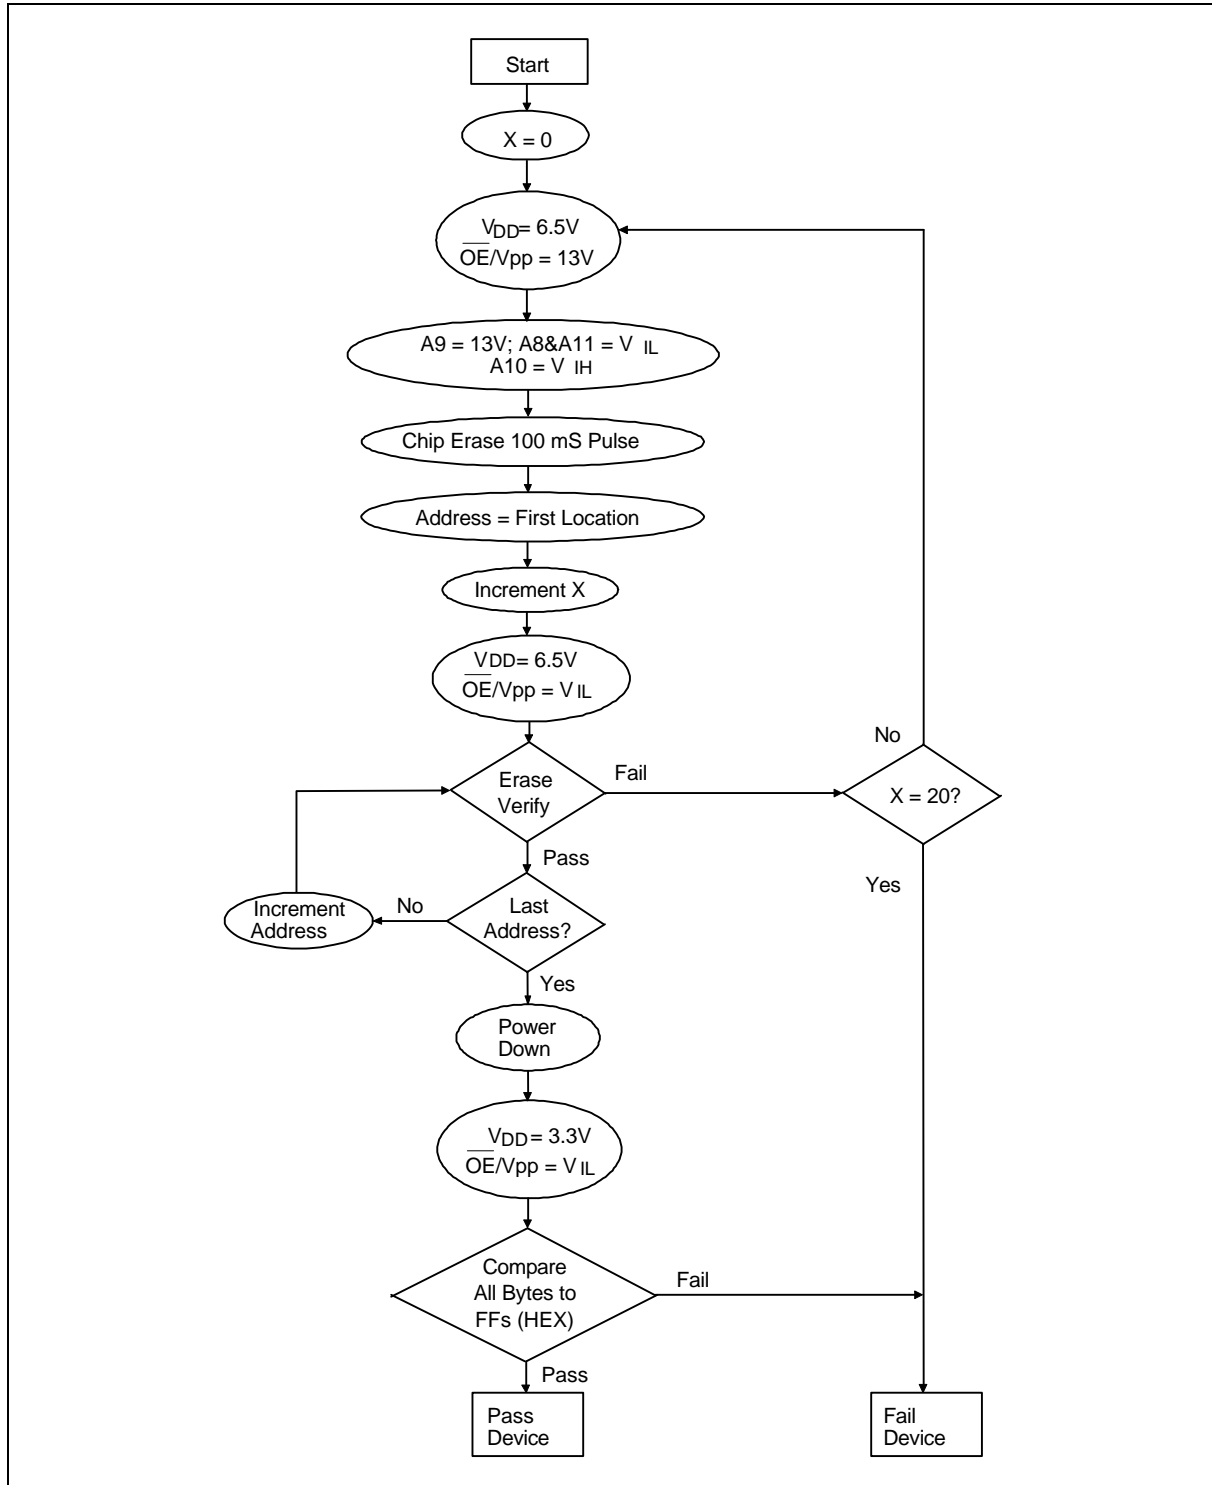 Start
X = 0
VDD= 6.5V
OE/Vpp = 13V
A9 = 13V; A8&A11 = V IL
A10 = V IH
Chip Erase 100 mS Pulse
Address = First Location
Increment X
VDD= 6.5V
OE/Vpp = V IL
Erase
Verify
Fail
No
X = 20?
Yes
Pass
Last
Address?
No
Increment
Address
Yes
Power
Down
VDD= 3.3V
OE/Vpp = V IL
Compare
All Bytes to
FFs (HEX)
Fail
Pass
Pass
Device
Fail
Device